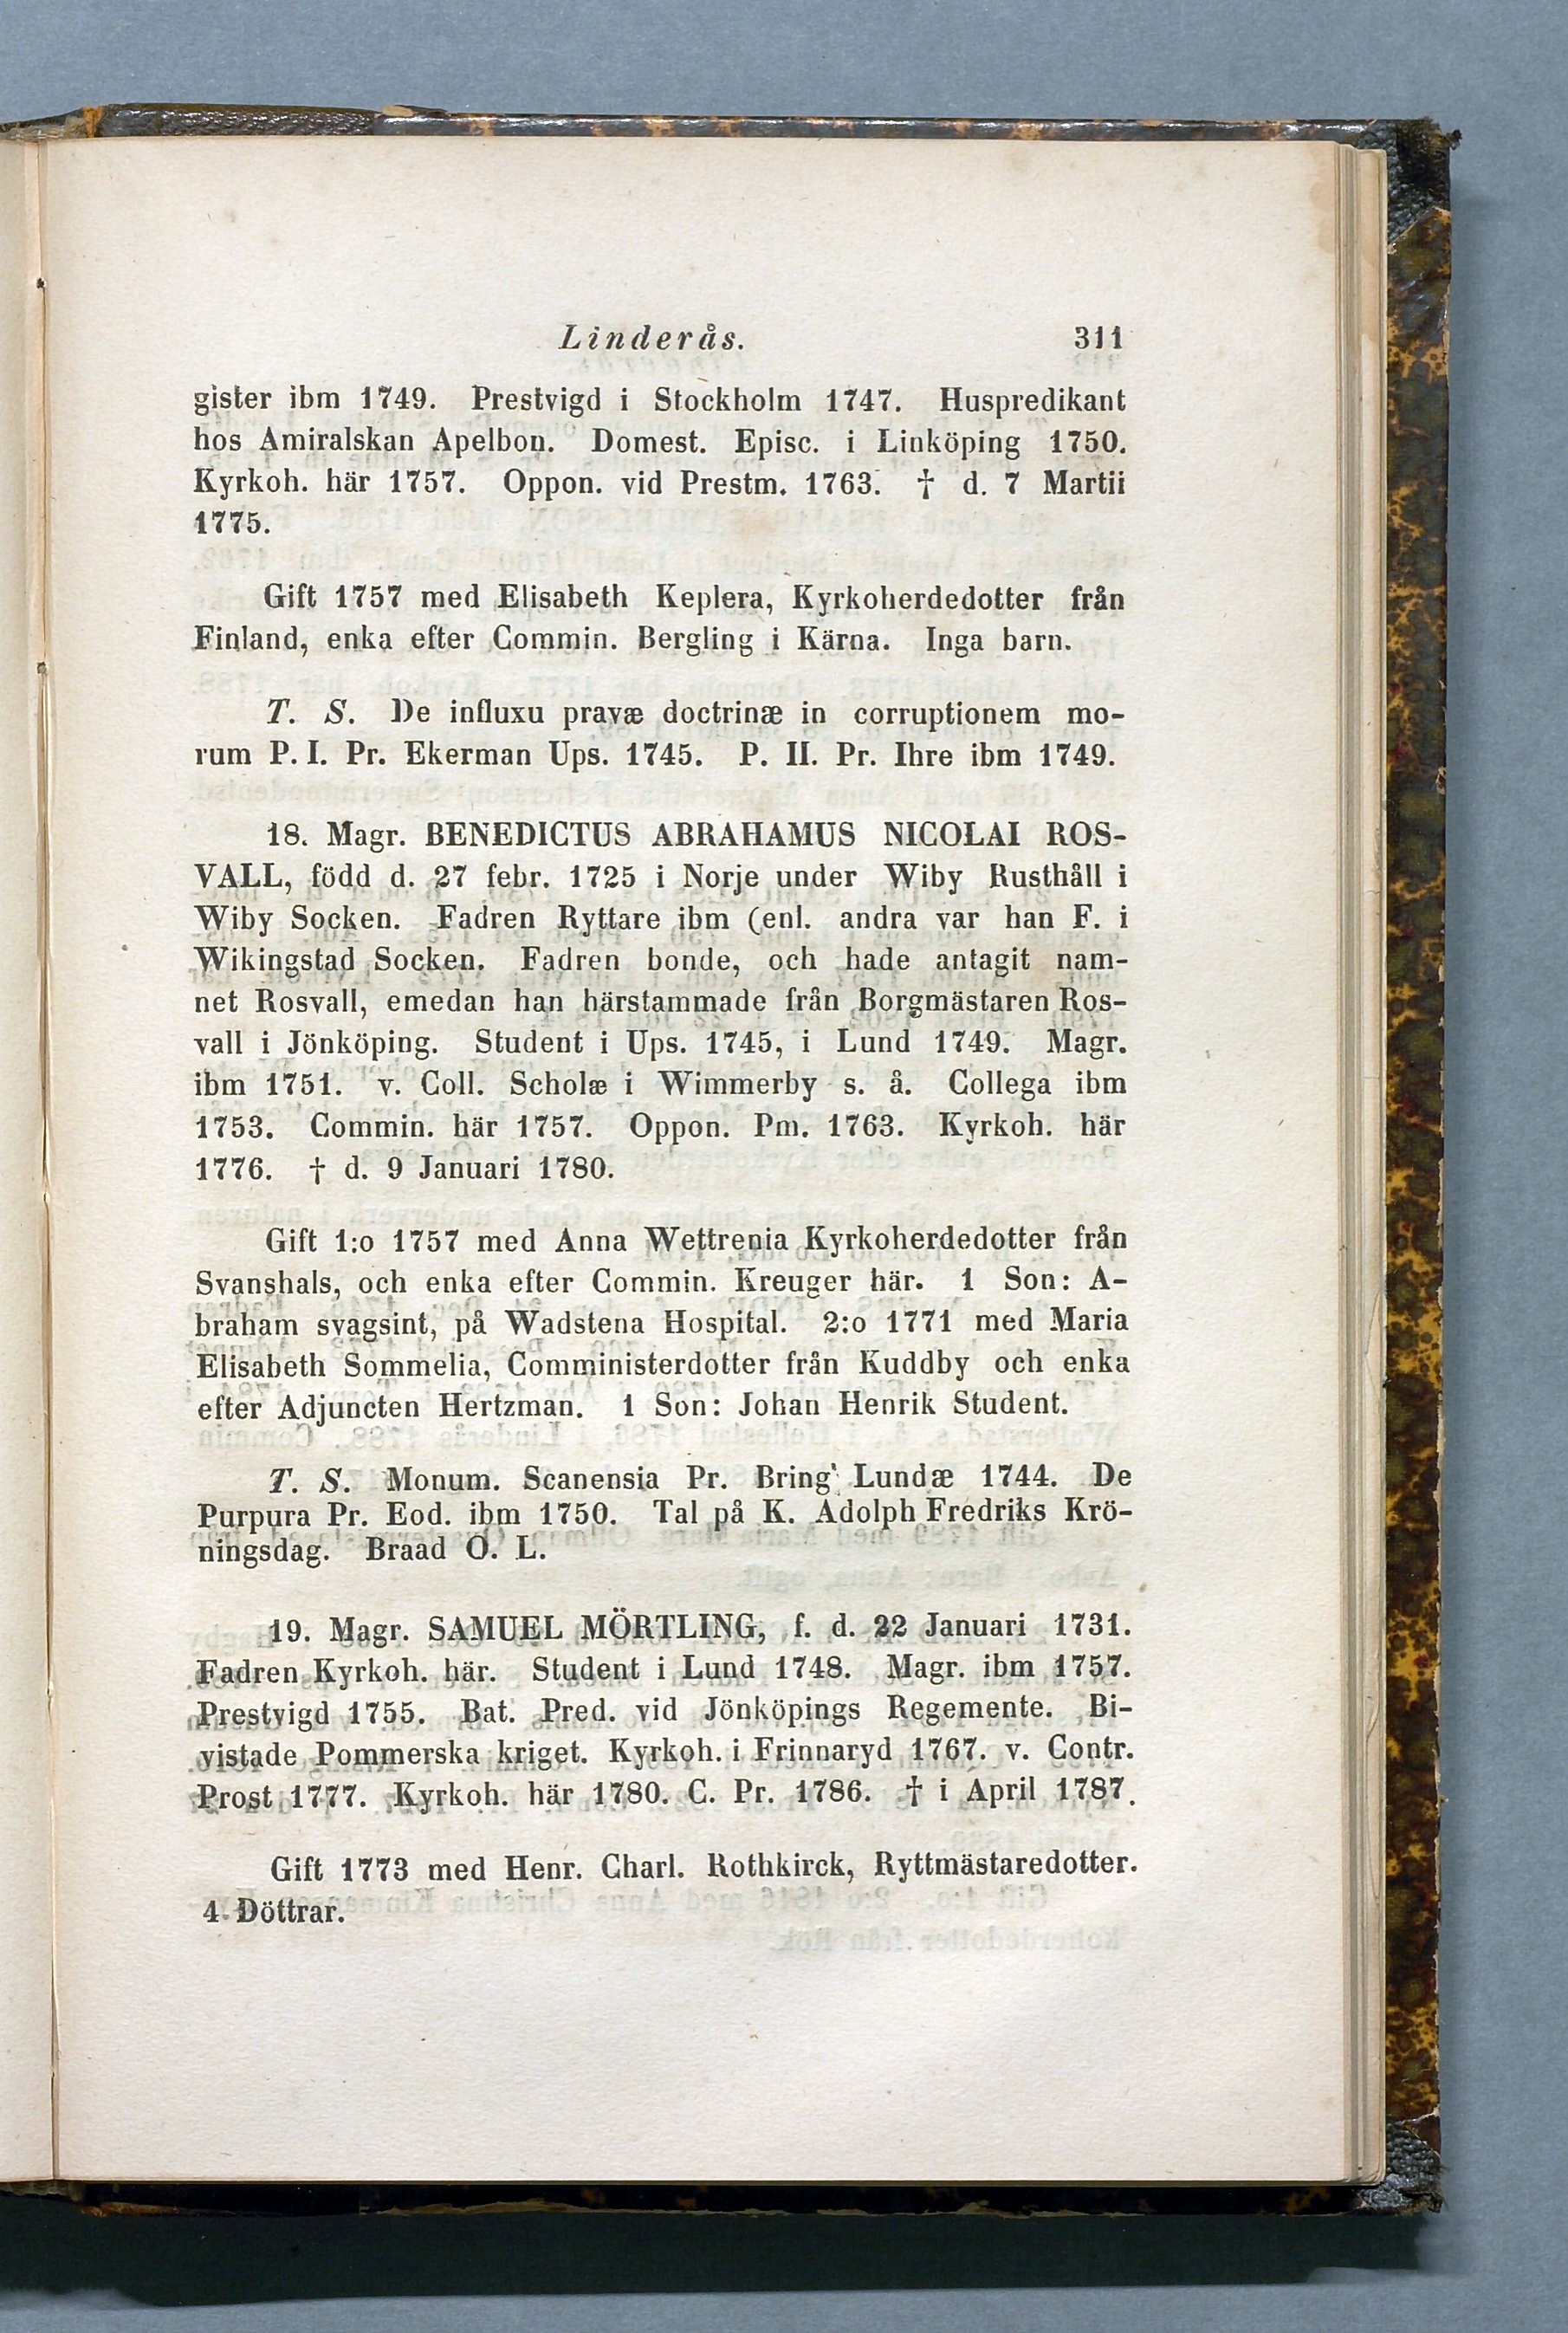 Linderås. 311
gister ibm 1749. Prestvigd i Stockholm 1747. Huspredikant
hos Amiralskan Apelbon. Domest. Episc. i Linköping 1750.
Kyrkoh. här 1757. Oppon. vid Prestm. 1763. † d. 7 Martii
1775.
Gift 1757 med Elisabeth Keplera, Kyrkoherdedotter från
Finland, enka efter Commin. Bergling i Kärna. Inga barn.
T. S. De influxu pravæ doctrinæ in corruptionem mo-
rum P. I. Pr. Ekerman Ups. 1745. P. II. Pr. Ihre ibm 1749.
18. Magr. BENEDICTUS ABRAHAMUS NICOLAI ROS-
VALL, född d. 27 febr. 1725 i Norje under Wiby Rusthåll i
Wiby Socken. Fadren Ryttare ibm (enl. andra var han F. i
Wikingstad Socken. Fadren bonde, och hade antagit nam-
net Rosvall, emedan han härstammade från Borgmästaren Ros-
vall i Jönköping. Student i Ups. 1745, i Lund 1749. Magr.
ibm 1751. v. Coll. Scholæ i Wimmerby s. å. Collega ibm
1753. Commin. här 1757. Oppon. Pm. 1763. Kyrkoh. här
1776. † d. 9 Januari 1780.
Gift 1:o 1757 med Anna Wettrenia Kyrkoherdedotter från
Svanshals, och enka efter Commin. Kreuger här. 1 Son: A-
braham svagsint, på Wadstena Hospital. 2:o 1771 med Maria
Elisabeth Sommelia, Comministerdotter från Kuddby och enka
efter Adjuncten Hertzman. 1 Son: Johan Henrik Student.
T. S. Monum. Scanensia Pr. Bring' Lundæ 1744. De
Purpura Pr. Eod. ibm 1750. Tal på K. Adolph Fredriks Krö-
ningsdag. Braad O. L.
19. Magr. SAMUEL MÖRTLING, f. d. 22 Januari 1731.
Fadren Kyrkoh. här. Student i Lund 1748. Magr. ibm 1757.
Prestvigd 1755. Bat. Pred. vid Jönköpings Regemente. Bi-
vistade Pommerska kriget. Kyrkoh. i Frinnaryd 1767. v. Contr.
Prost 1777. Kyrkoh. här 1780. C. Pr. 1786. † i April 1787.
Gift 1773 med Henr. Charl. Rothkirck, Ryttmästaredotter.
4 Döttrar.